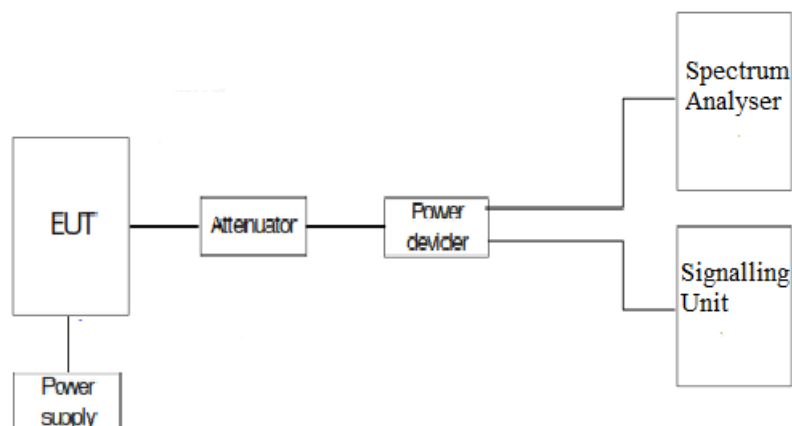 Spectrum
Analyser
EUT
Attenuator
Power
devider
Signalling
Unit
Power
supply